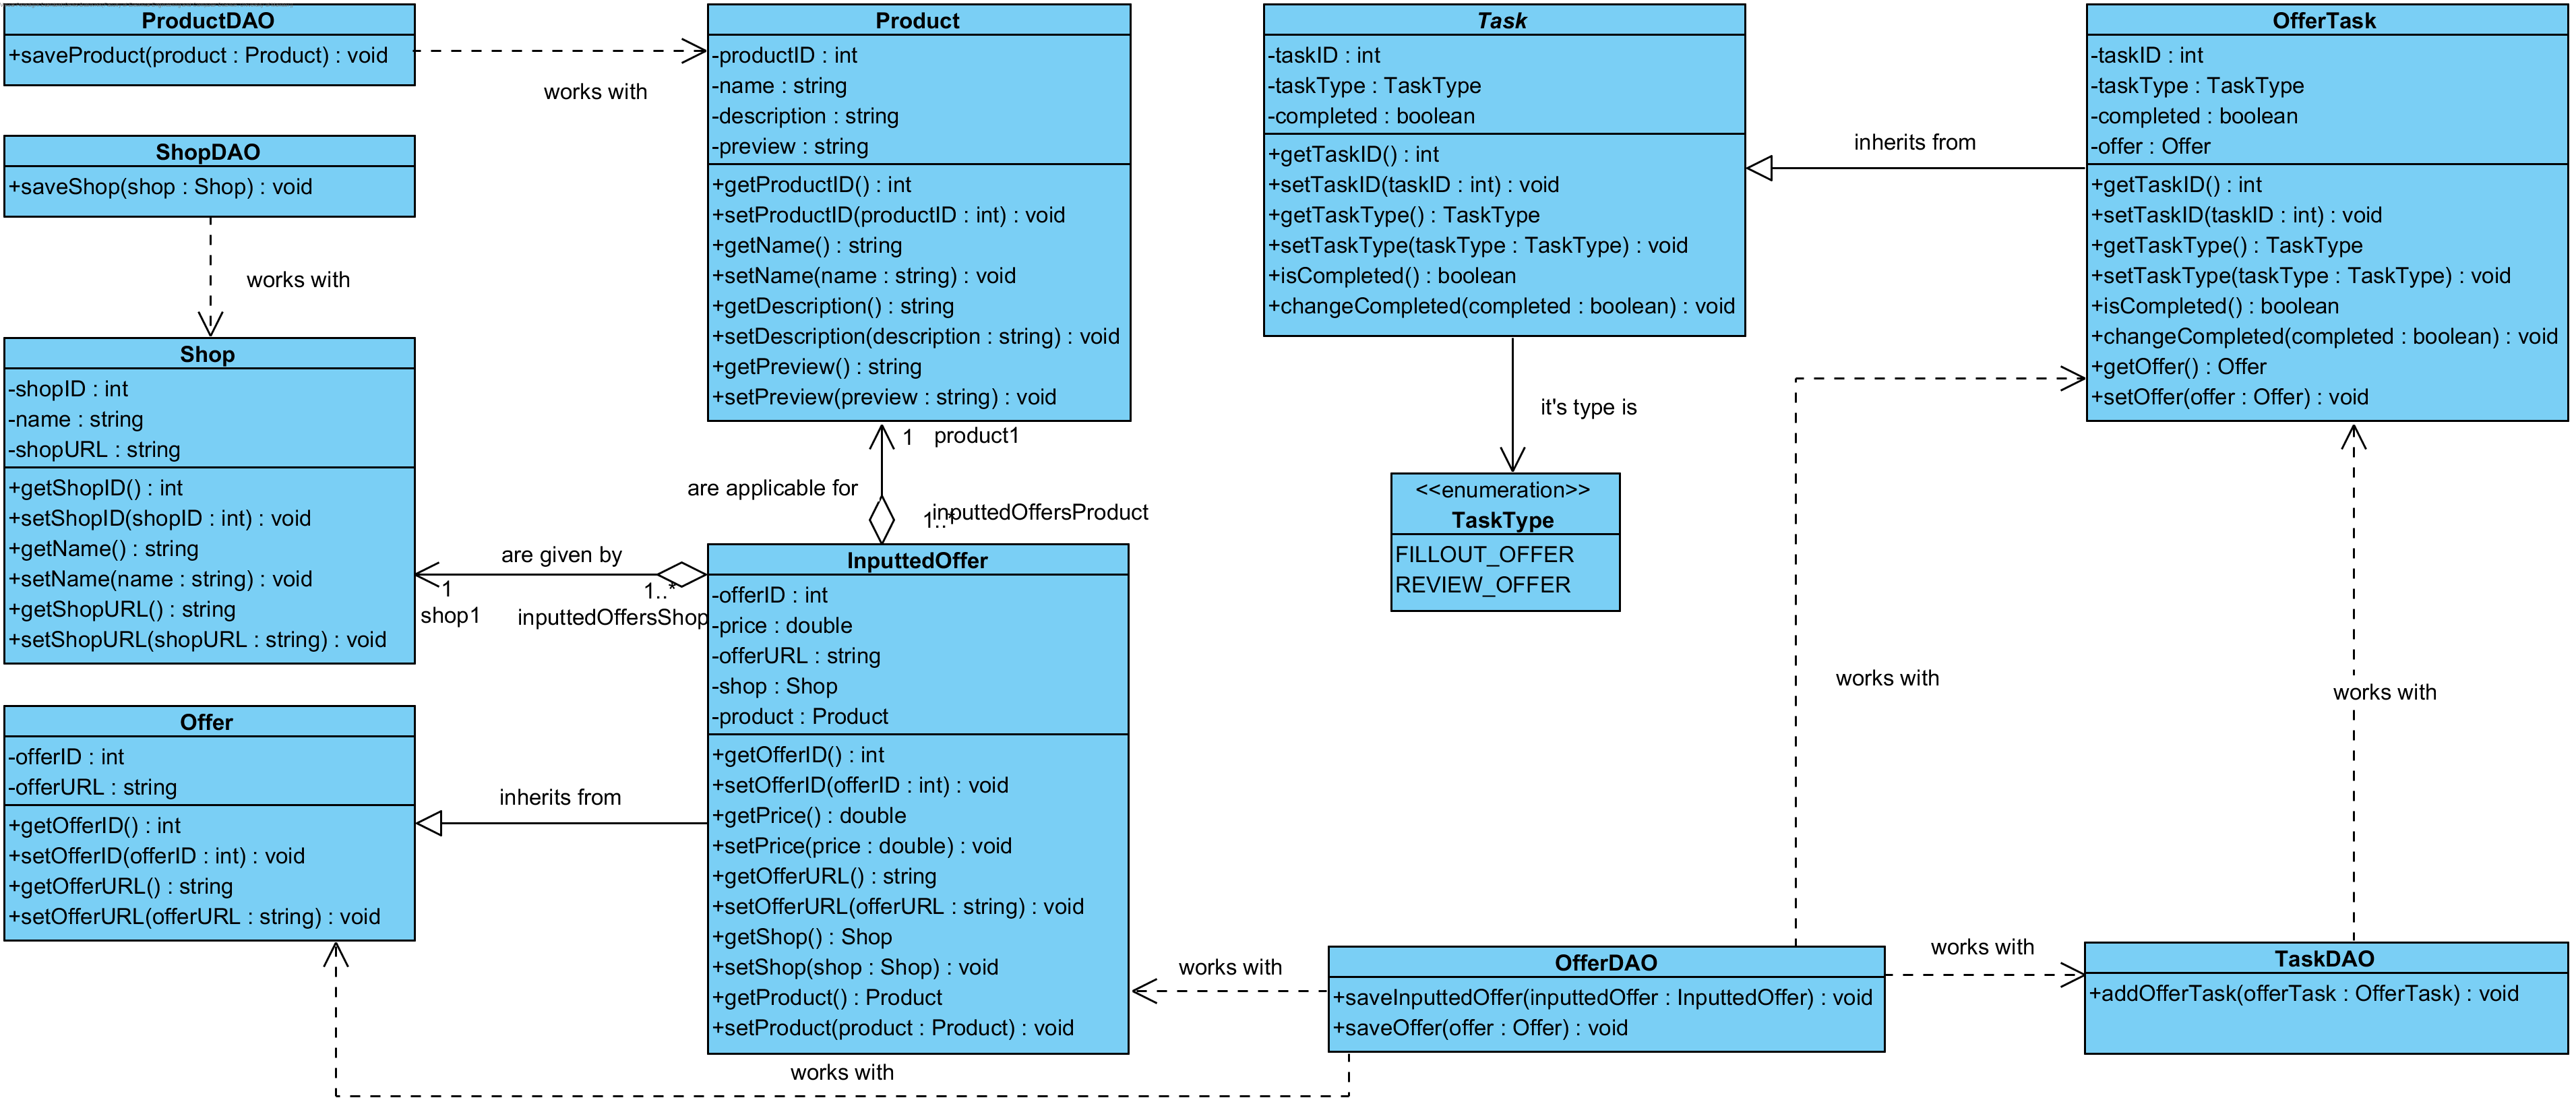 ProductDAO
+saveProduct(product : Product) : void
works with
ShopDAO
+saveShop(shop : Shop) : void
works with
Shop
-shopID : int
-name : string
-shopURL : string
+getShopID() : int
+setShopID(shopID : int) : void
+getName() : string
+setName(name : string) : void
+getShopURL() : string
+setShopURL(shopURL : string) : void
Product
-productID : int
-name : string
-description : string
-preview : string
+getProductID() : int
+setProductID(productID : int) : void
+getName() : string
+setName(name : string) : void
+getDescription() : string
+setDescription(description : string) : void
+getPreview() : string
+setPreview(preview : string) : void
1 product1
are applicable for
1..* inputtedOffersProduct
are given by
1
shop1
1..*
inputtedOffersShop
Offer
-offerID : int
-offerURL : string
+getOfferID() : int
+setOfferID(offerID : int) : void
+getOfferURL() : string
+setOfferURL(offerURL : string) : void
inherits from
InputtedOffer
-offerID : int
-price : double
-offerURL : string
-shop : Shop
-product : Product
+getOfferID() : int
+setOfferID(offerID : int) : void
+getPrice() : double
+setPrice(price : double) : void
+getOfferURL() : string
+setOfferURL(offerURL : string) : void
+getShop() : Shop
+setShop(shop : Shop) : void
+getProduct() : Product
+setProduct(product : Product) : void
works with
Task
-taskID : int
-taskType : TaskType
-completed : boolean
+getTaskID() : int
+setTaskID(taskID : int) : void
+getTaskType() : TaskType
+setTaskType(taskType : TaskType) : void
+isCompleted() : boolean
+changeCompleted(completed : boolean) : void
it's type is
<<enumeration>>
TaskType
FILLOUT_OFFER
REVIEW_OFFER
inherits from
OfferTask
-taskID : int
-taskType : TaskType
-completed : boolean
-offer : Offer
+getTaskID() : int
+setTaskID(taskID : int) : void
+getTaskType() : TaskType
+setTaskType(taskType : TaskType) : void
+isCompleted() : boolean
+changeCompleted(completed : boolean) : void
+getOffer() : Offer
+setOffer(offer : Offer) : void
works with
works with
works with
OfferDAO
+saveInputtedOffer(inputtedOffer : InputtedOffer) : void
+saveOffer(offer : Offer) : void
works with
TaskDAO
+addOfferTask(offerTask : OfferTask) : void